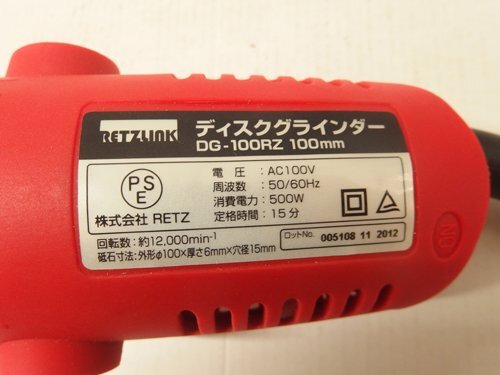 RETZLINK
ディスクグラインダー
DG-100RZ 100mm
PSE
株式会社 RETZ
電圧:AC100V
周波数:50/60Hz
消費電力:500W
定格時間:15分
回転数:約12,000min⁻¹
砥石寸法:外形φ100×厚さ6mm×穴径15mm
ロットNo. 005108 11 2012